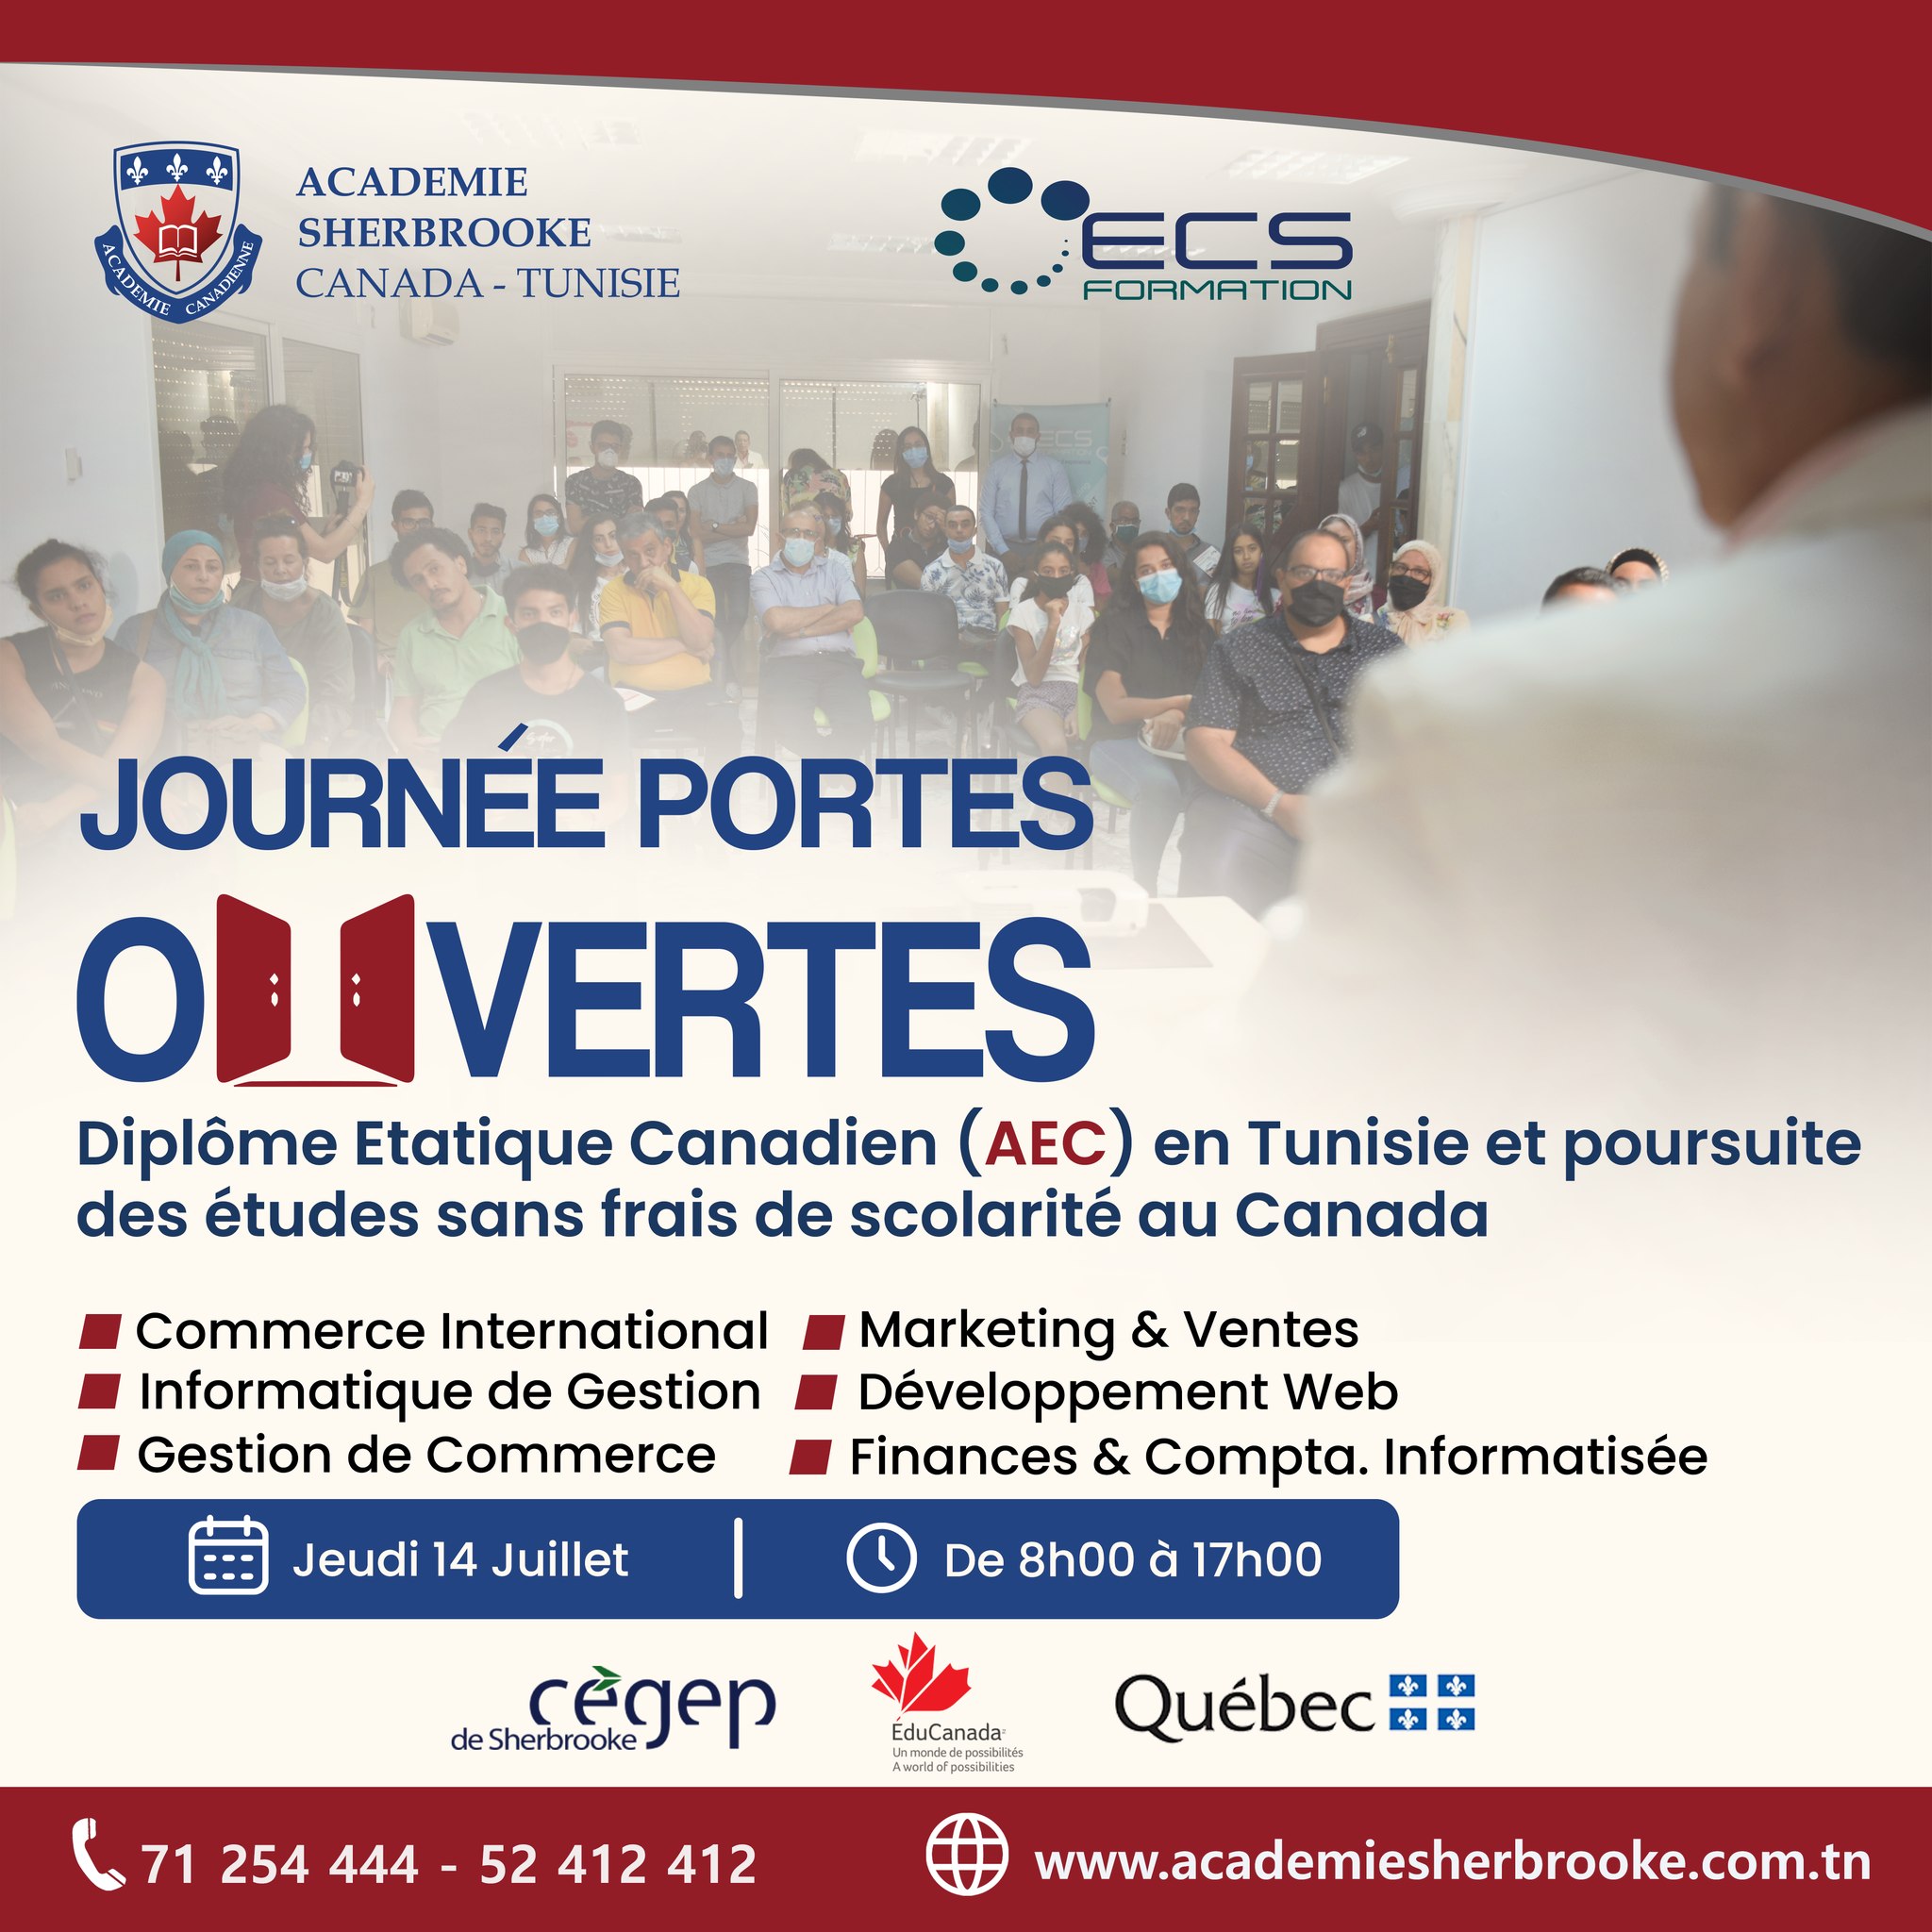 ACADEMIE
SHERBROOKE
CANADA - TUNISIE
ACADEMIE CANADIENNE
ECS
FORMATION
ECS
JOURNÉE PORTES
OUVERTES
Diplôme Etatique Canadien (AEC) en Tunisie et poursuite
des études sans frais de scolarité au Canada
Commerce International
Marketing & Ventes
Informatique de Gestion
Développement Web
Gestion de Commerce
Finances & Compta. Informatisée
Jeudi 14 Juillet
De 8h00 à 17h00
cégep
de Sherbrooke
ÉduCanada
Un monde de possibilités
A world of possibilities
Québec
71 254 444 - 52 412 412
www.academiesherbrooke.com.tn